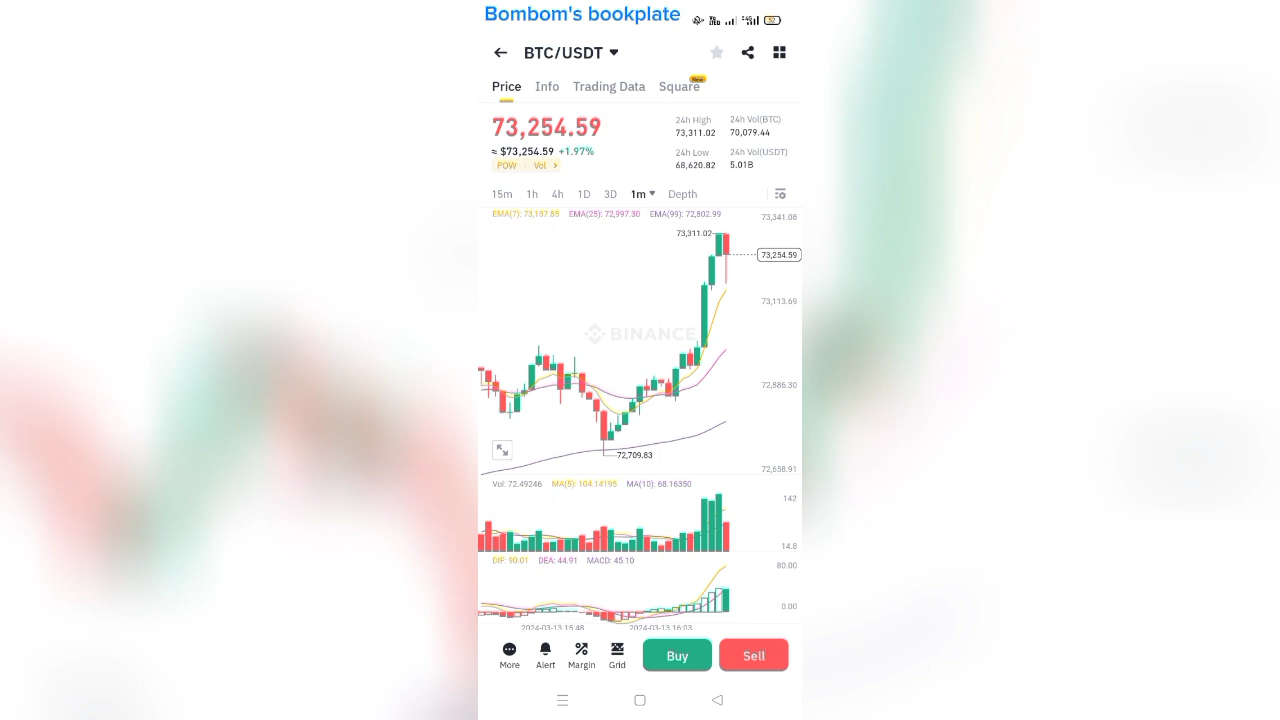 Bombom's bookplate
BTC/USDT
Price Info Trading Data Square New
73,254.59
≈ $73,254.59 +1.97%
POW Vol
24h High 24h Vol(BTC)
73,311.02 70,079.44
24h Low 24h Vol(USDT)
68,620.82 5.01B
15m 1h 4h 1D 3D 1m Depth
EMA(7): 73,157.85 EMA(25): 72,997.30 EMA(99): 72,802.99
73,341.08
73,311.02
73,254.59
73,113.69
BINANCE
72,886.30
72,709.83
72,658.91
Vol: 72.49246 MA(5): 104.14195 MA(10): 68.16350
142
14.8
DIF: 90.01 DEA: 44.91 MACD: 45.10
80.00
0.00
2024-03-13 15:48 2024-03-13 16:03
More Alert Margin Grid Buy Sell